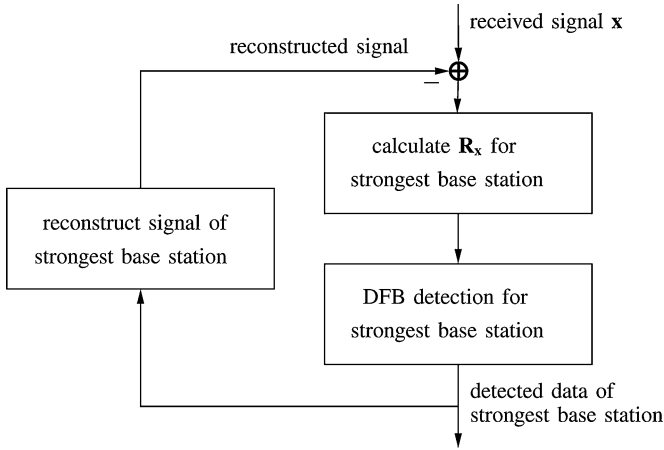 received signal x
reconstructed signal
−
calculate Rx for
strongest base station
reconstruct signal of
strongest base station
DFB detection for
strongest base station
detected data of
strongest base station